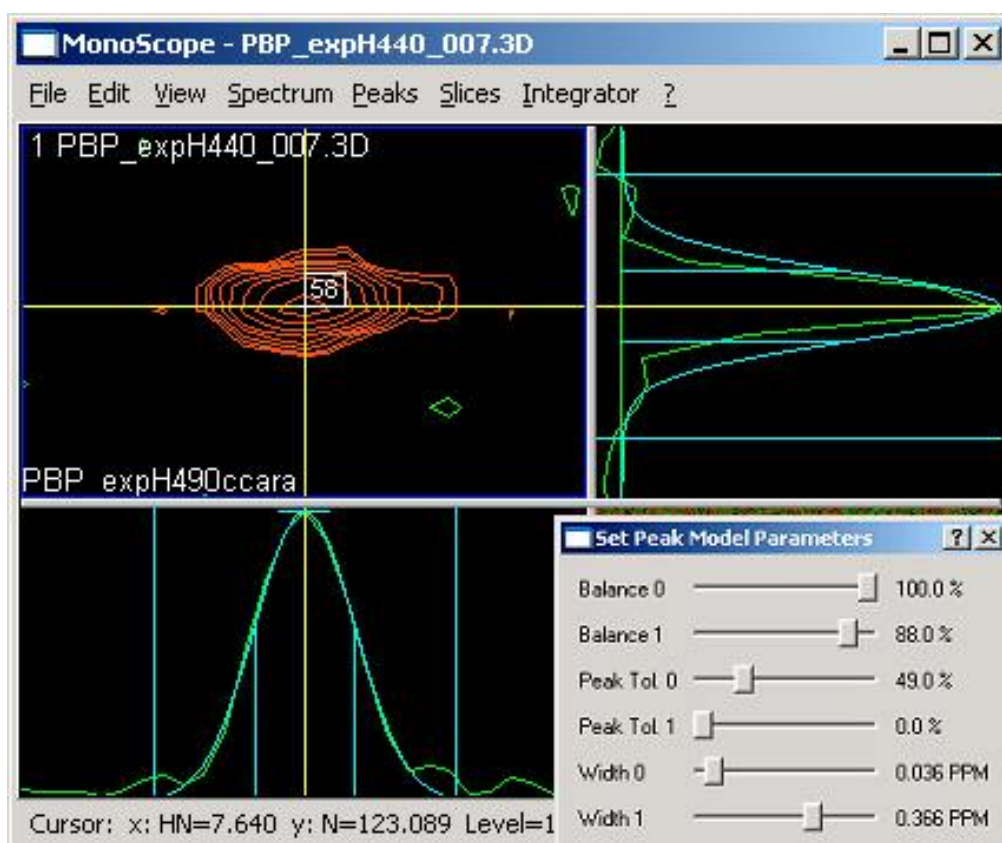 MonoScope - PBP_expH440_007.3D
File Edit View Spectrum Peaks Slices Integrator ?
1 PBP_expH440_007.3D
58
PBP_expH490ccara
Set Peak Model Parameters
Balance 0 100.0 %
Balance 1 88.0 %
Peak Tol. 0 49.0 %
Peak Tol. 1 0.0 %
Width 0 0.036 PPM
Width 1 0.366 PPM
Cursor: x: HN=7.640 y: N=123.089 Level=1